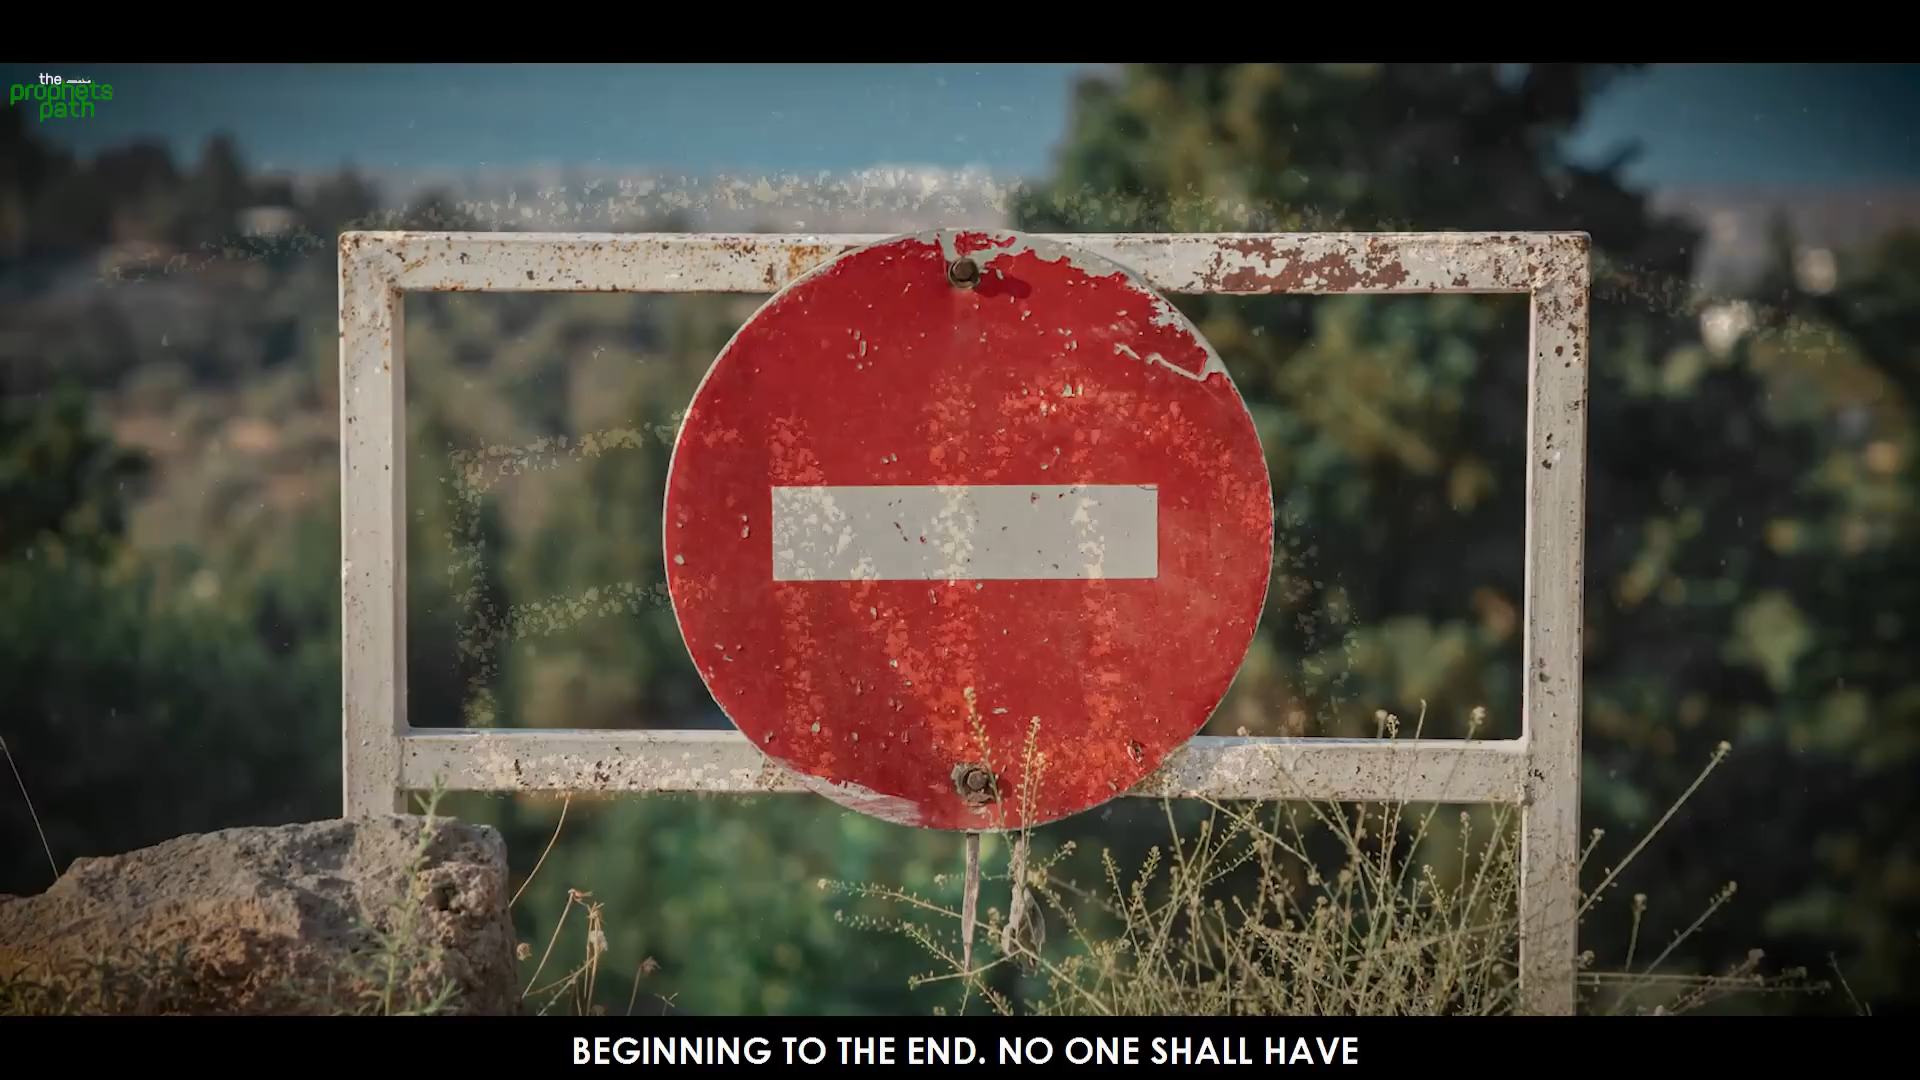 the
prophets
path
BEGINNING TO THE END. NO ONE SHALL HAVE